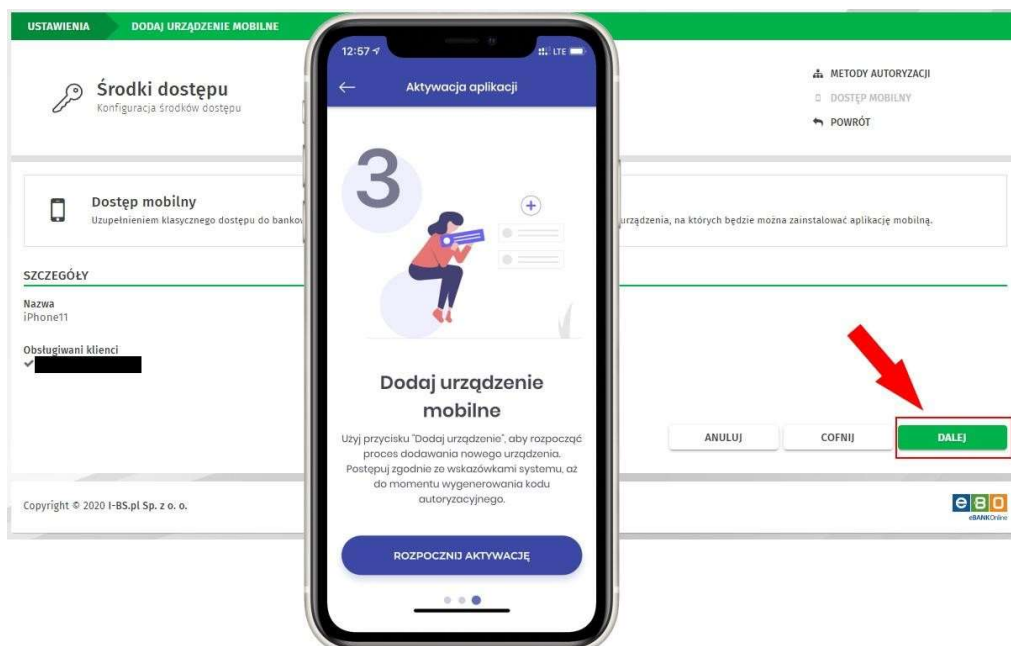 USTAWIENIA
DODAJ URZĄDZENIE MOBILNE
Środki dostępu
Konfiguracja środków dostępu
METODY AUTORYZACJI
DOSTĘP MOBILNY
POWRÓT
Dostęp mobilny
Uzupełnieniem klasycznego dostępu do bankow
urządzenia, na których będzie można zainstalować aplikację mobilną.
SZCZEGÓŁY
Nazwa
iPhone11
Obsługiwani klienci
ANULUJ
COFNIJ
DALEJ
Copyright © 2020 I-BS.pl Sp. z o. o.
eBO
eBANKOnline
12:57
LTE
Aktywacja aplikacji
3
Dodaj urządzenie
mobilne
Użyj przycisku "Dodaj urządzenie", aby rozpocząć
proces dodawania nowego urządzenia.
Postępuj zgodnie ze wskazówkami systemu, aż
do momentu wygenerowania kodu
autoryzacyjnego.
ROZPOCZNIJ AKTYWACJĘ